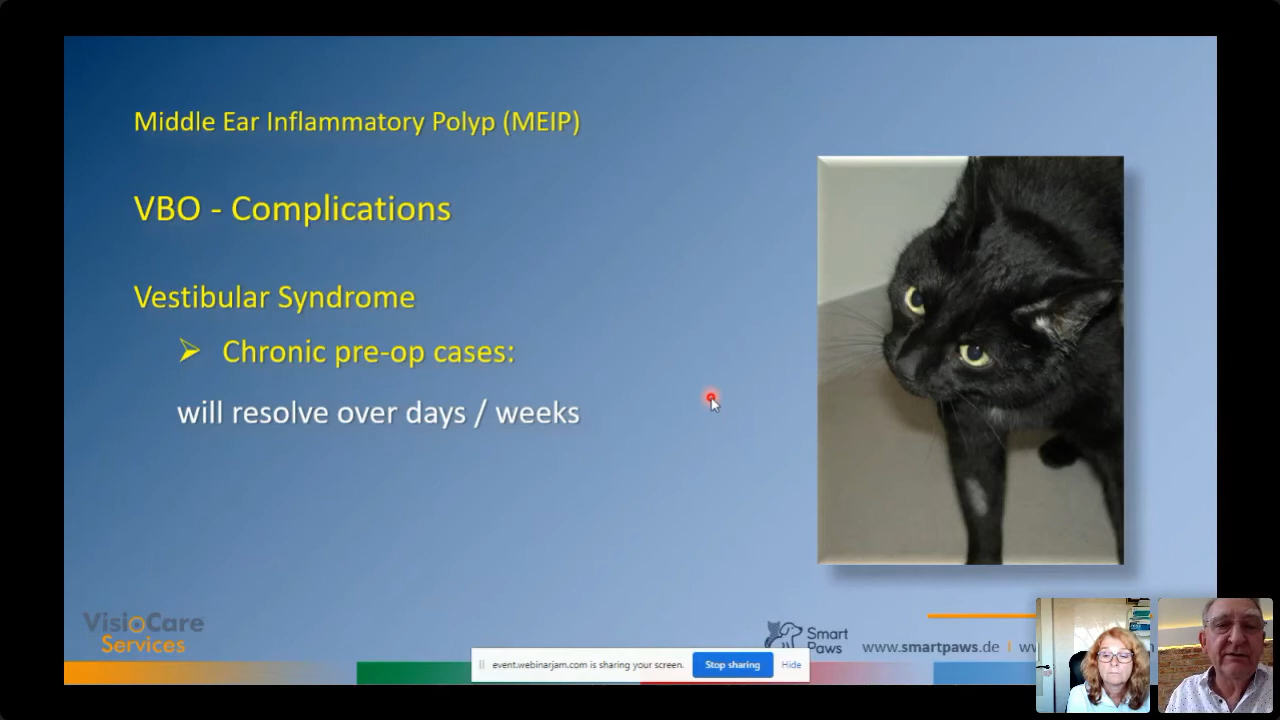 Middle Ear Inflammatory Polyp (MEIP)
VBO - Complications
Vestibular Syndrome
➢ Chronic pre-op cases:
will resolve over days / weeks
VisioCare
Services
Smart
Paws
www.smartpaws.de
event.webinarjam.com is sharing your screen.
Stop sharing
Hide